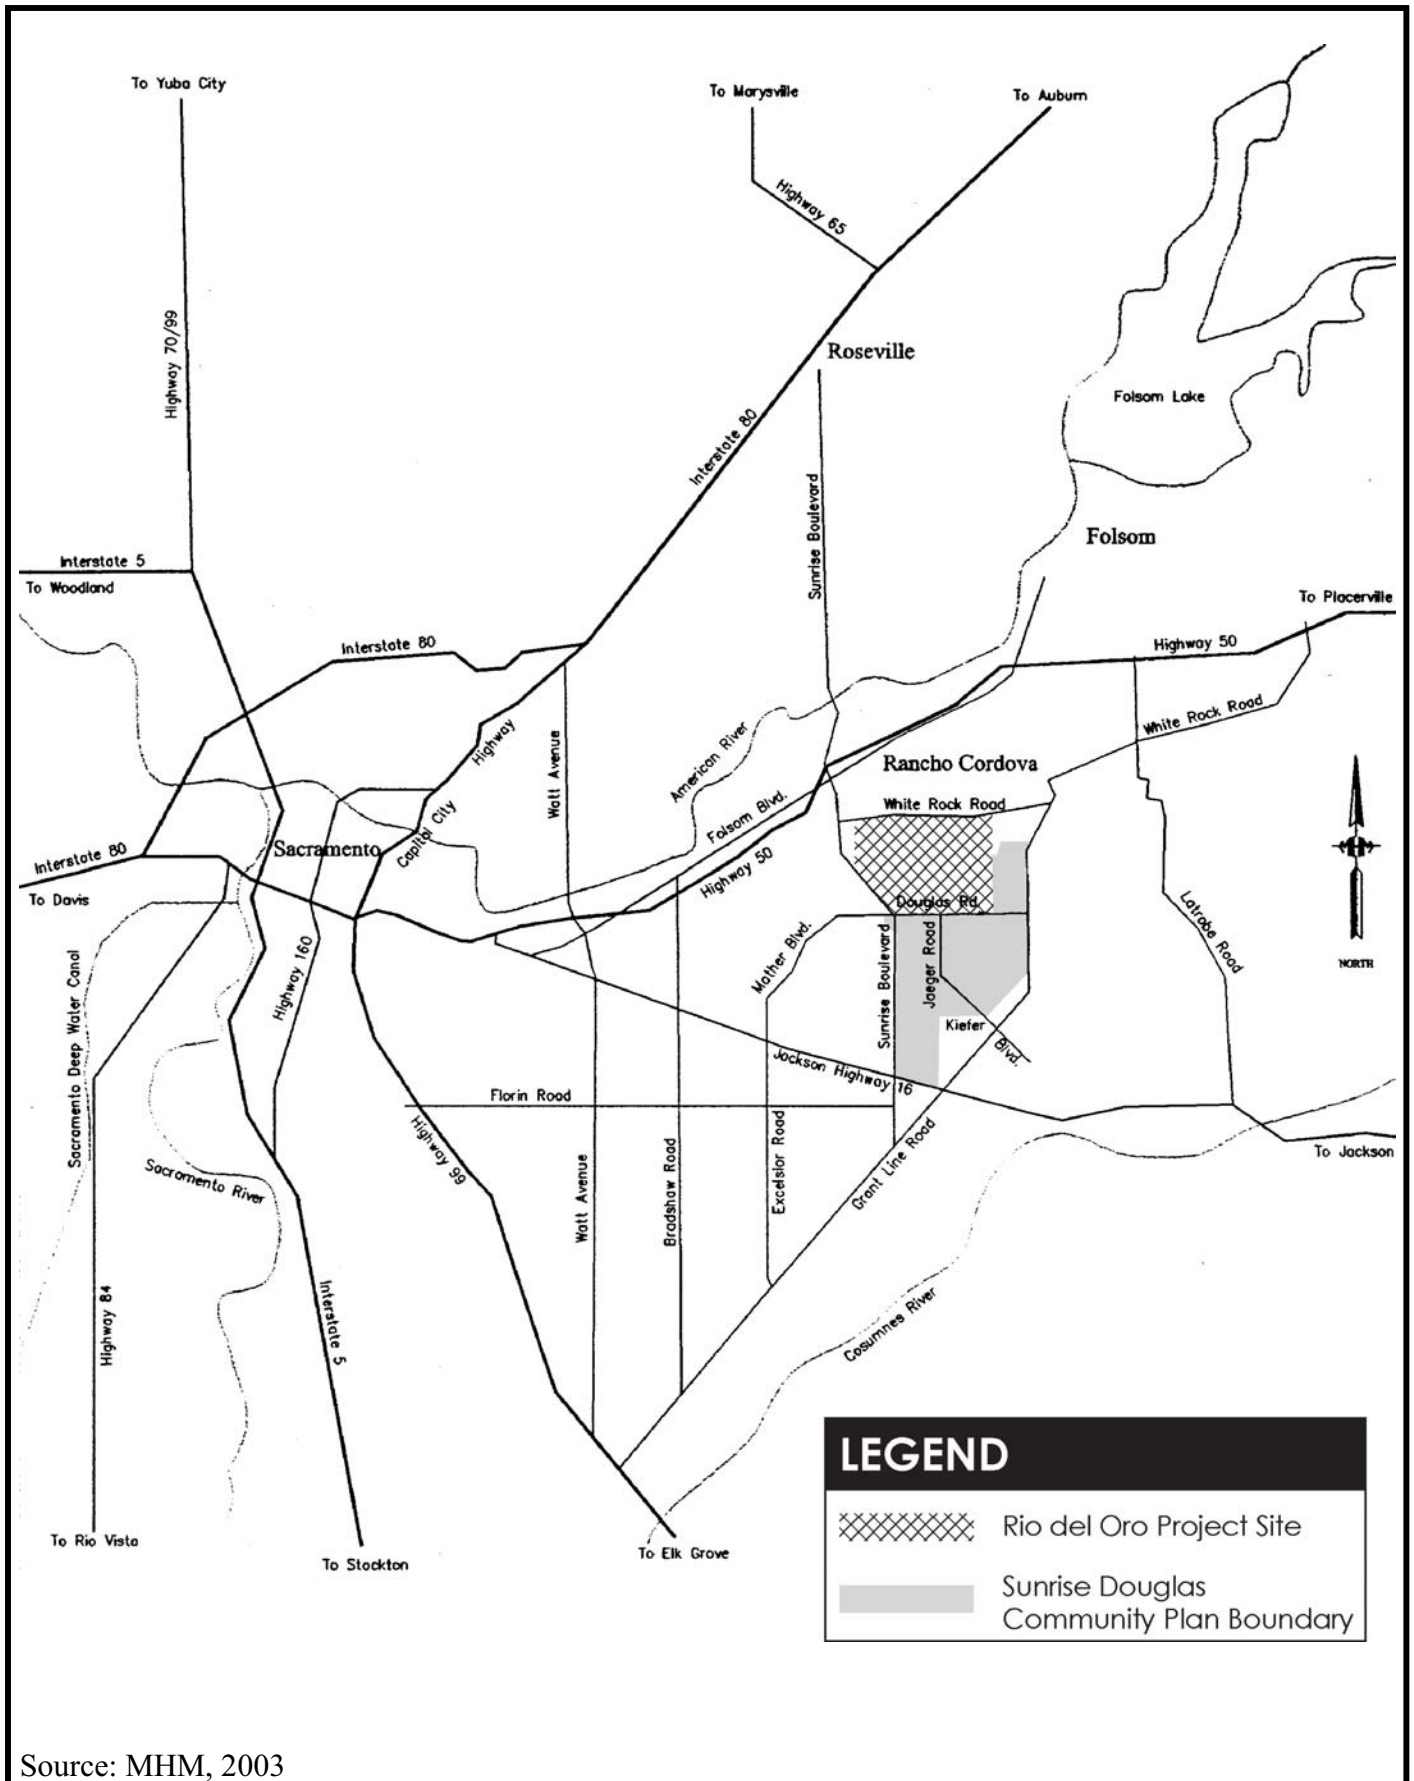 To Yuba City
To Marysville
To Auburn
Highway 65
Highway 70/99
Roseville
Folsom Lake
Interstate 80
Sunrise Boulevard
Folsom
Interstate 5
To Woodland
To Placerville
Interstate 80
Highway 50
White Rock Road
Highway
Capitol City
Watt Avenue
American River
Rancho Cordova
Folsom Blvd.
White Rock Road
Sacramento
Interstate 80
To Davis
Highway 50
Douglas Rd
Latrobe Road
NORTH
Mather Blvd.
Sunrise Boulevard
Jaeger Road
Highway 160
Sacramento Deep Water Canal
Kiefer
Blvd.
Jackson Highway 16
Florin Road
Highway 99
Excelsior Road
Grant Line Road
To Jackson
Sacramento River
Watt Avenue
Bradshaw Road
Highway 84
Interstate 5
Cosumnes River
To Rio Vista
To Stockton
To Elk Grove
LEGEND
Rio del Oro Project Site
Sunrise Douglas
Community Plan Boundary
Source: MHM, 2003